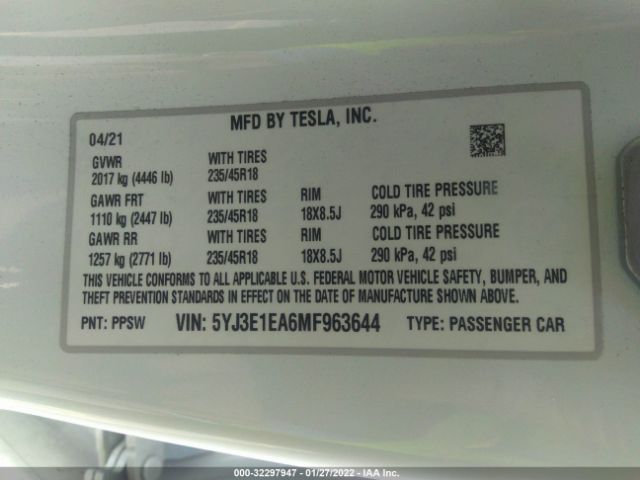 MFD BY TESLA, INC.
04/21
GVWR WITH TIRES
2017 kg (4446 lb) 235/45R18
GAWR FRT WITH TIRES RIM COLD TIRE PRESSURE
1110 kg (2447 lb) 235/45R18 18X8.5J 290 kPa, 42 psi
GAWR RR WITH TIRES RIM COLD TIRE PRESSURE
1257 kg (2771 lb) 235/45R18 18X8.5J 290 kPa, 42 psi
THIS VEHICLE CONFORMS TO ALL APPLICABLE U.S. FEDERAL MOTOR VEHICLE SAFETY, BUMPER, AND
THEFT PREVENTION STANDARDS IN EFFECT ON THE DATE OF MANUFACTURE SHOWN ABOVE.
PNT: PPSW VIN: 5YJ3E1EA6MF963644 TYPE: PASSENGER CAR
000-32297947 - 01/27/2022 - IAA Inc.